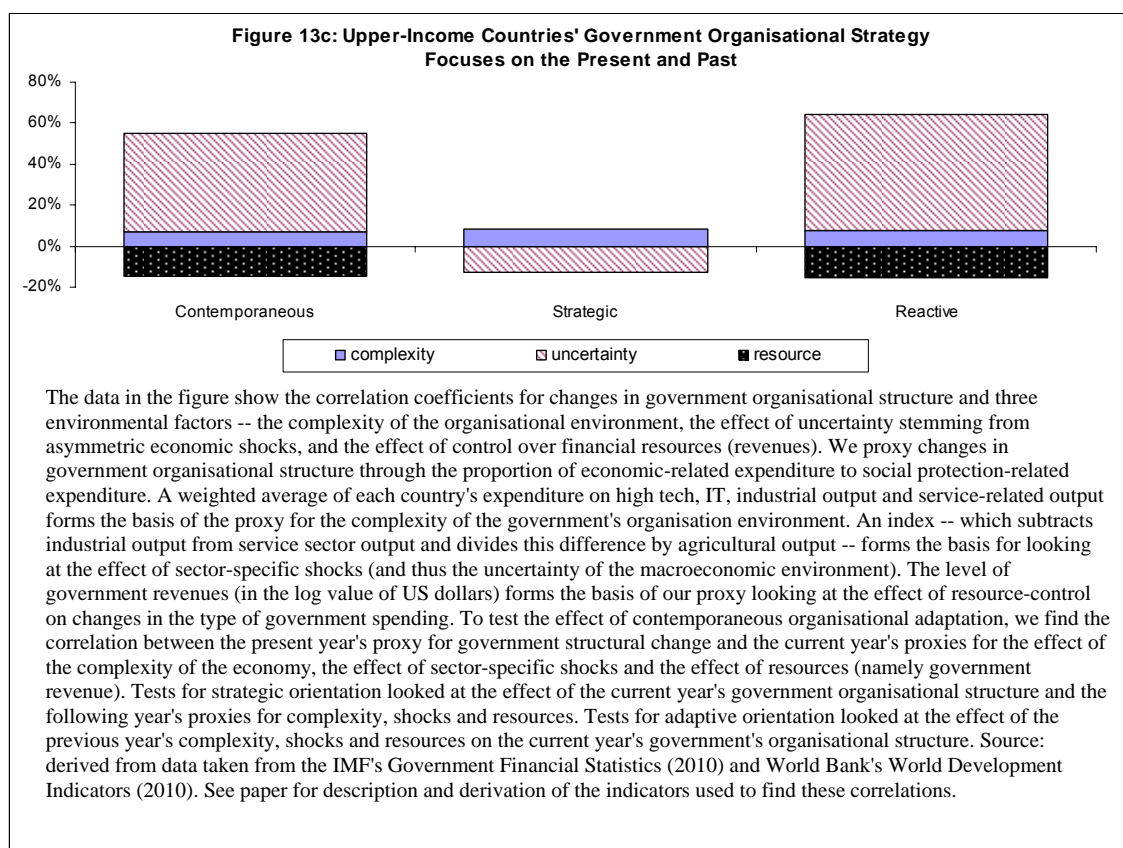 Figure 13c: Upper-Income Countries' Government Organisational Strategy
Focuses on the Present and Past
80%
60%
40%
20%
0%
-20%
Contemporaneous Strategic Reactive
complexity uncertainty resource
The data in the figure show the correlation coefficients for changes in government organisational structure and three
environmental factors -- the complexity of the organisational environment, the effect of uncertainty stemming from
asymmetric economic shocks, and the effect of control over financial resources (revenues). We proxy changes in
government organisational structure through the proportion of economic-related expenditure to social protection-related
expenditure. A weighted average of each country's expenditure on high tech, IT, industrial output and service-related output
forms the basis of the proxy for the complexity of the government's organisation environment. An index -- which subtracts
industrial output from service sector output and divides this difference by agricultural output -- forms the basis for looking
at the effect of sector-specific shocks (and thus the uncertainty of the macroeconomic environment). The level of
government revenues (in the log value of US dollars) forms the basis of our proxy looking at the effect of resource-control
on changes in the type of government spending. To test the effect of contemporaneous organisational adaptation, we find the
correlation between the present year's proxy for government structural change and the current year's proxies for the effect of
the complexity of the economy, the effect of sector-specific shocks and the effect of resources (namely government
revenue). Tests for strategic orientation looked at the effect of the current year's government organisational structure and the
following year's proxies for complexity, shocks and resources. Tests for adaptive orientation looked at the effect of the
previous year's complexity, shocks and resources on the current year's government's organisational structure. Source:
derived from data taken from the IMF's Government Financial Statistics (2010) and World Bank's World Development
Indicators (2010). See paper for description and derivation of the indicators used to find these correlations.